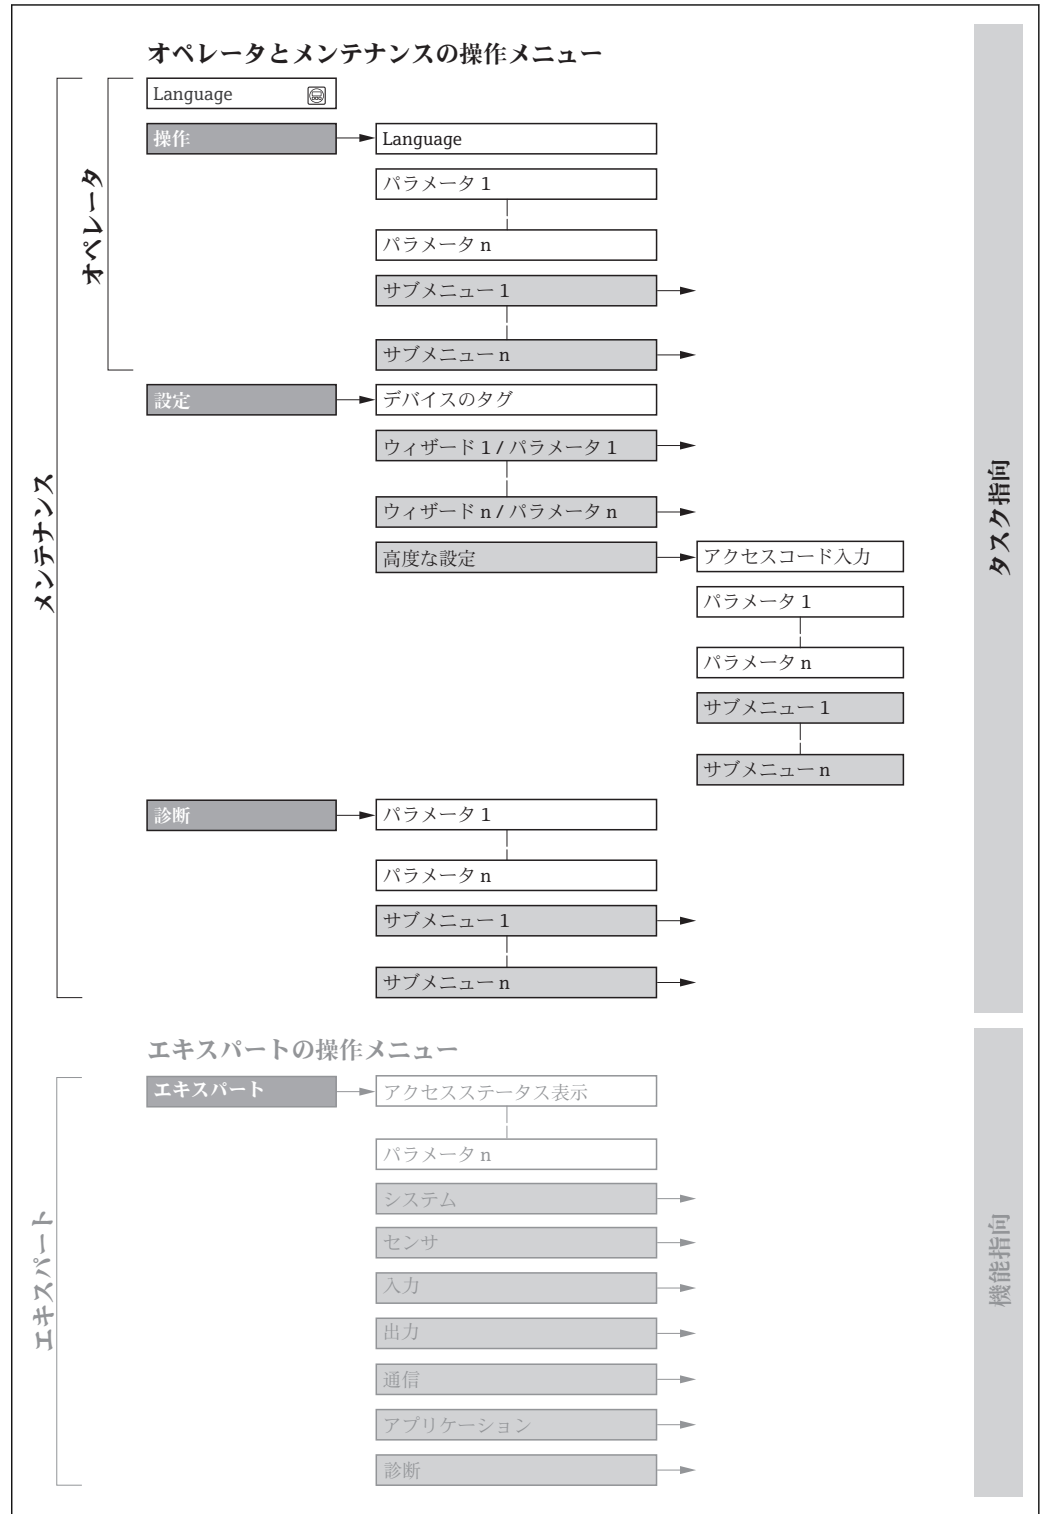 オペレータとメンテナンスの操作メニュー
Language
操作
Language
パラメータ 1
パラメータ n
サブメニュー 1
サブメニュー n
オペレータ
設定
デバイスのタグ
ウィザード 1 / パラメータ 1
ウィザード n / パラメータ n
高度な設定
アクセスコード入力
パラメータ 1
パラメータ n
サブメニュー 1
サブメニュー n
メンテナンス
タスク指向
診断
パラメータ 1
パラメータ n
サブメニュー 1
サブメニュー n
エキスパートの操作メニュー
エキスパート
アクセスステータス表示
パラメータ n
システム
センサ
入力
出力
通信
アプリケーション
診断
エキスパート
機能指向